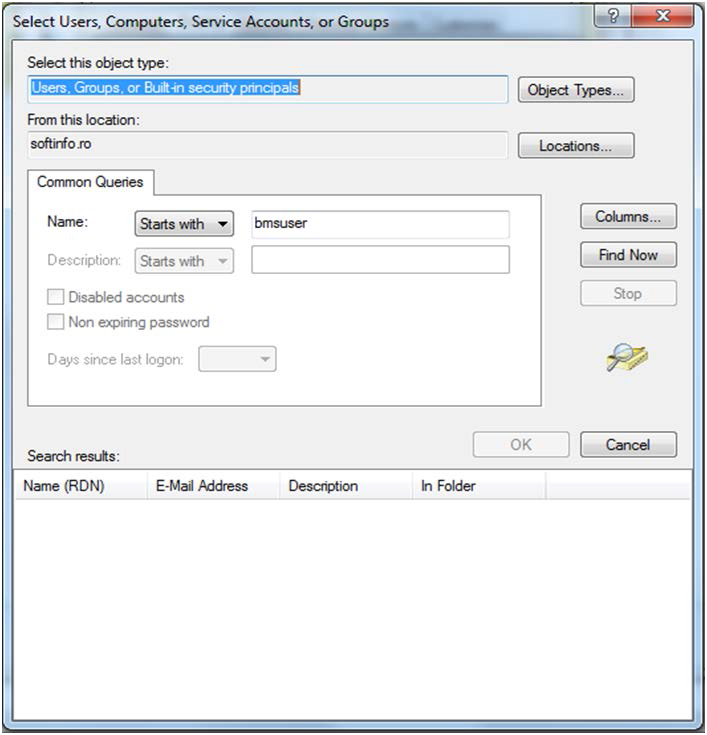 Select Users, Computers, Service Accounts, or Groups
Select this object type:
Users, Groups, or Built-in security principals
Object Types...
From this location:
softinfo.ro
Locations...
Common Queries
Name:
Starts with
bmsuser
Columns...
Description:
Starts with
Find Now
Disabled accounts
Stop
Non expiring password
Days since last logon:
OK
Cancel
Search results:
Name (RDN)
E-Mail Address
Description
In Folder